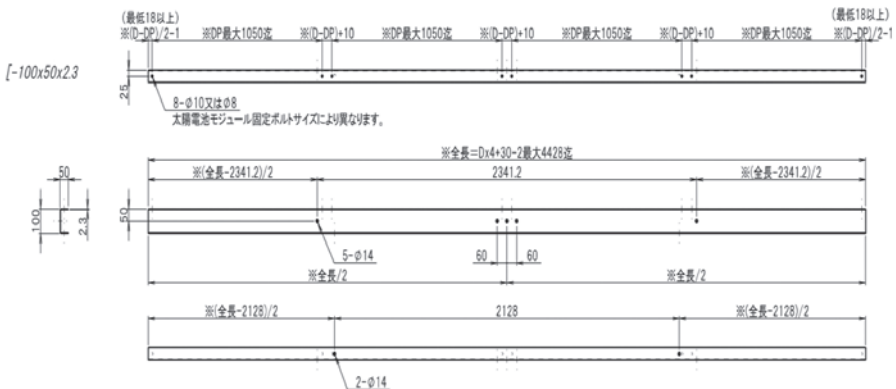 (最低18以上)
(最低18以上)
※(D-DP)/2-1
※DP最大1050迄
※(D-DP)+10
※DP最大1050迄
※(D-DP)+10
※DP最大1050迄
※(D-DP)+10
※DP最大1050迄
※(D-DP)/2-1
[-100x50x2.3
25
8-φ10又はφ8
太陽電池モジュール固定ボルトサイズにより異なります。
※全長=Dx4+30-2最大4428迄
※(全長-2341.2)/2
2341.2
※(全長-2341.2)/2
50
100
2.3
50
5-φ14
60
60
※全長/2
※全長/2
※(全長-2128)/2
2128
※(全長-2128)/2
2-φ14